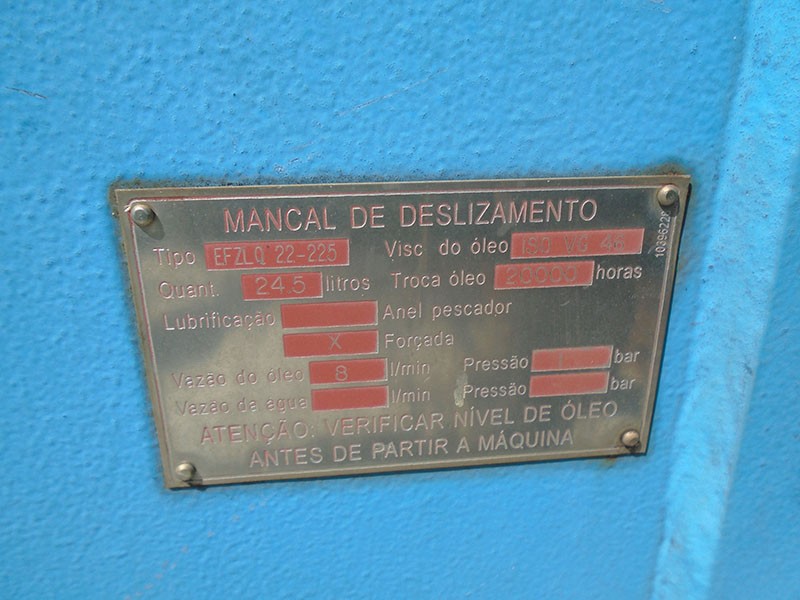 MANCAL DE DESLIZAMENTO
Tipo EFZLQ 22-225 Visc do óleo ISO VG 46
Quant. 24.5 litros Troca óleo 20000 horas
Lubrificação Anel pescador
X Forçada
Vazão do óleo 8 l/min Pressão bar
Vazão da agua l/min Pressão bar
ATENÇÃO: VERIFICAR NÍVEL DE ÓLEO
ANTES DE PARTIR A MÁQUINA